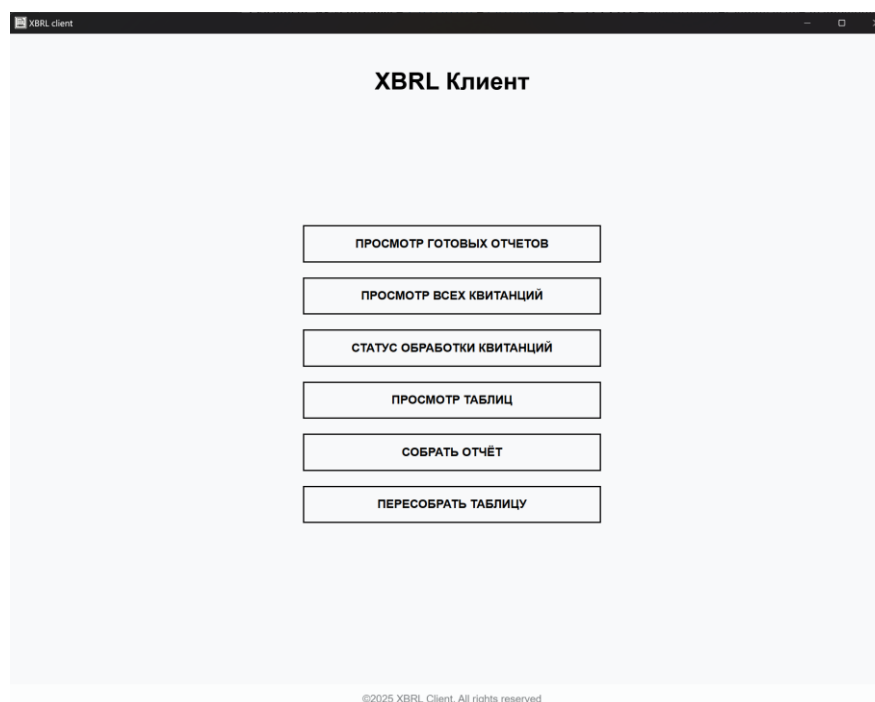 XBRL client
XBRL Клиент
ПРОСМОТР ГОТОВЫХ ОТЧЕТОВ
ПРОСМОТР ВСЕХ КВИТАНЦИЙ
СТАТУС ОБРАБОТКИ КВИТАНЦИЙ
ПРОСМОТР ТАБЛИЦ
СОБРАТЬ ОТЧЁТ
ПЕРЕСОБРАТЬ ТАБЛИЦУ
©2025 XBRL Client. All rights reserved